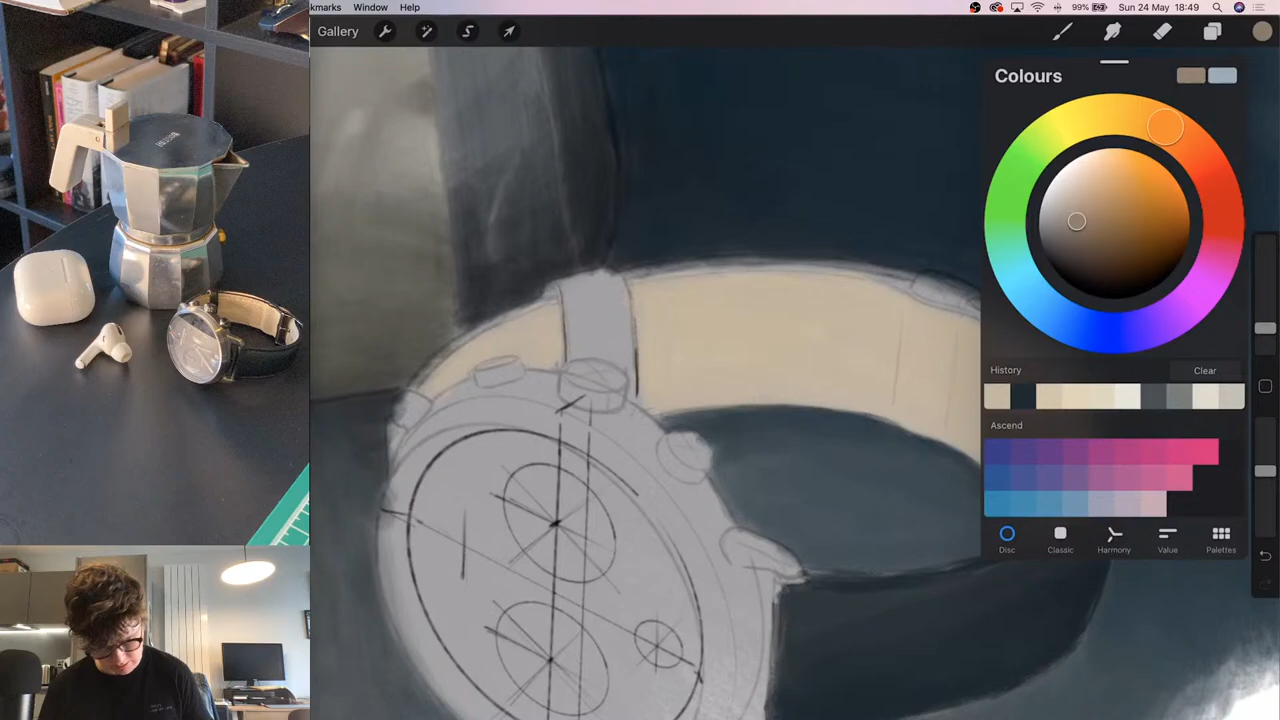 kmarks Window Help
99% Sun 24 May 18:49
Gallery
Colours
History Clear
Ascend
Disc Classic Harmony Value Palettes